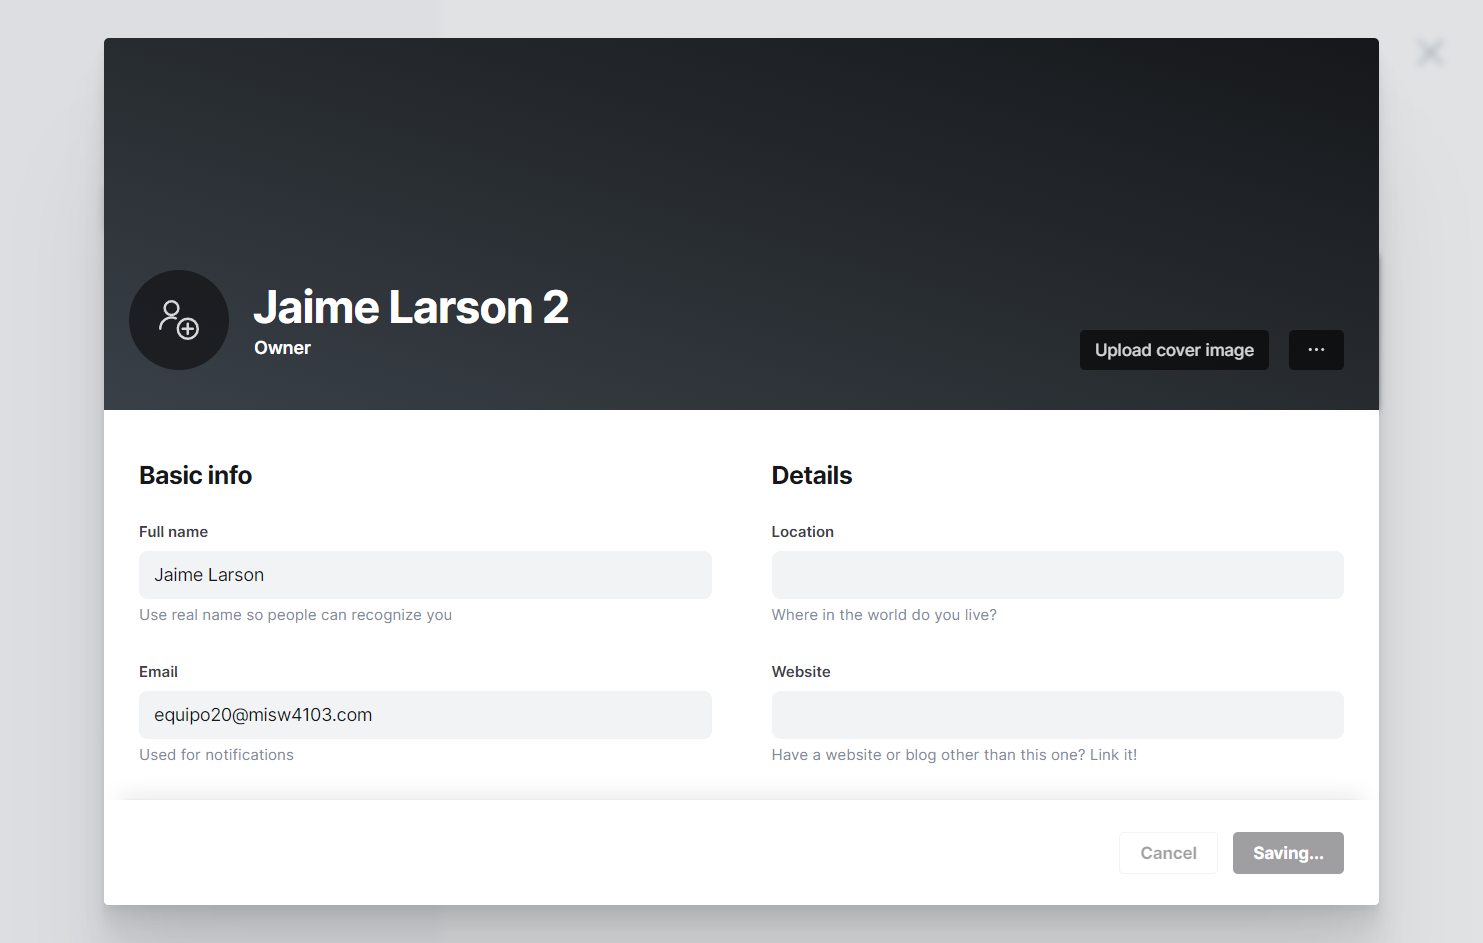 Jaime Larson 2
Owner
Upload cover image
...
Basic info
Full name
Jaime Larson
Use real name so people can recognize you
Email
equipo20@misw4103.com
Used for notifications
Details
Location
Where in the world do you live?
Website
Have a website or blog other than this one? Link it!
Cancel
Saving...